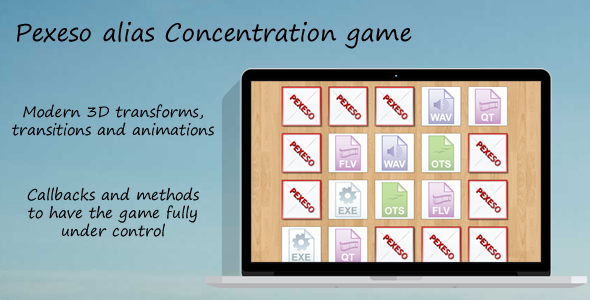 Pexeso alias Concentration game
Modern 3D transforms,
transitions and animations
Callbacks and methods
to have the game fully
under control
PEXESO PEXESO PEXESO WAV QT
PEXESO FLV WAV OTS PEXESO
PEXESO EXE OTS FLV PEXESO
EXE QT PEXESO PEXESO PEXESO